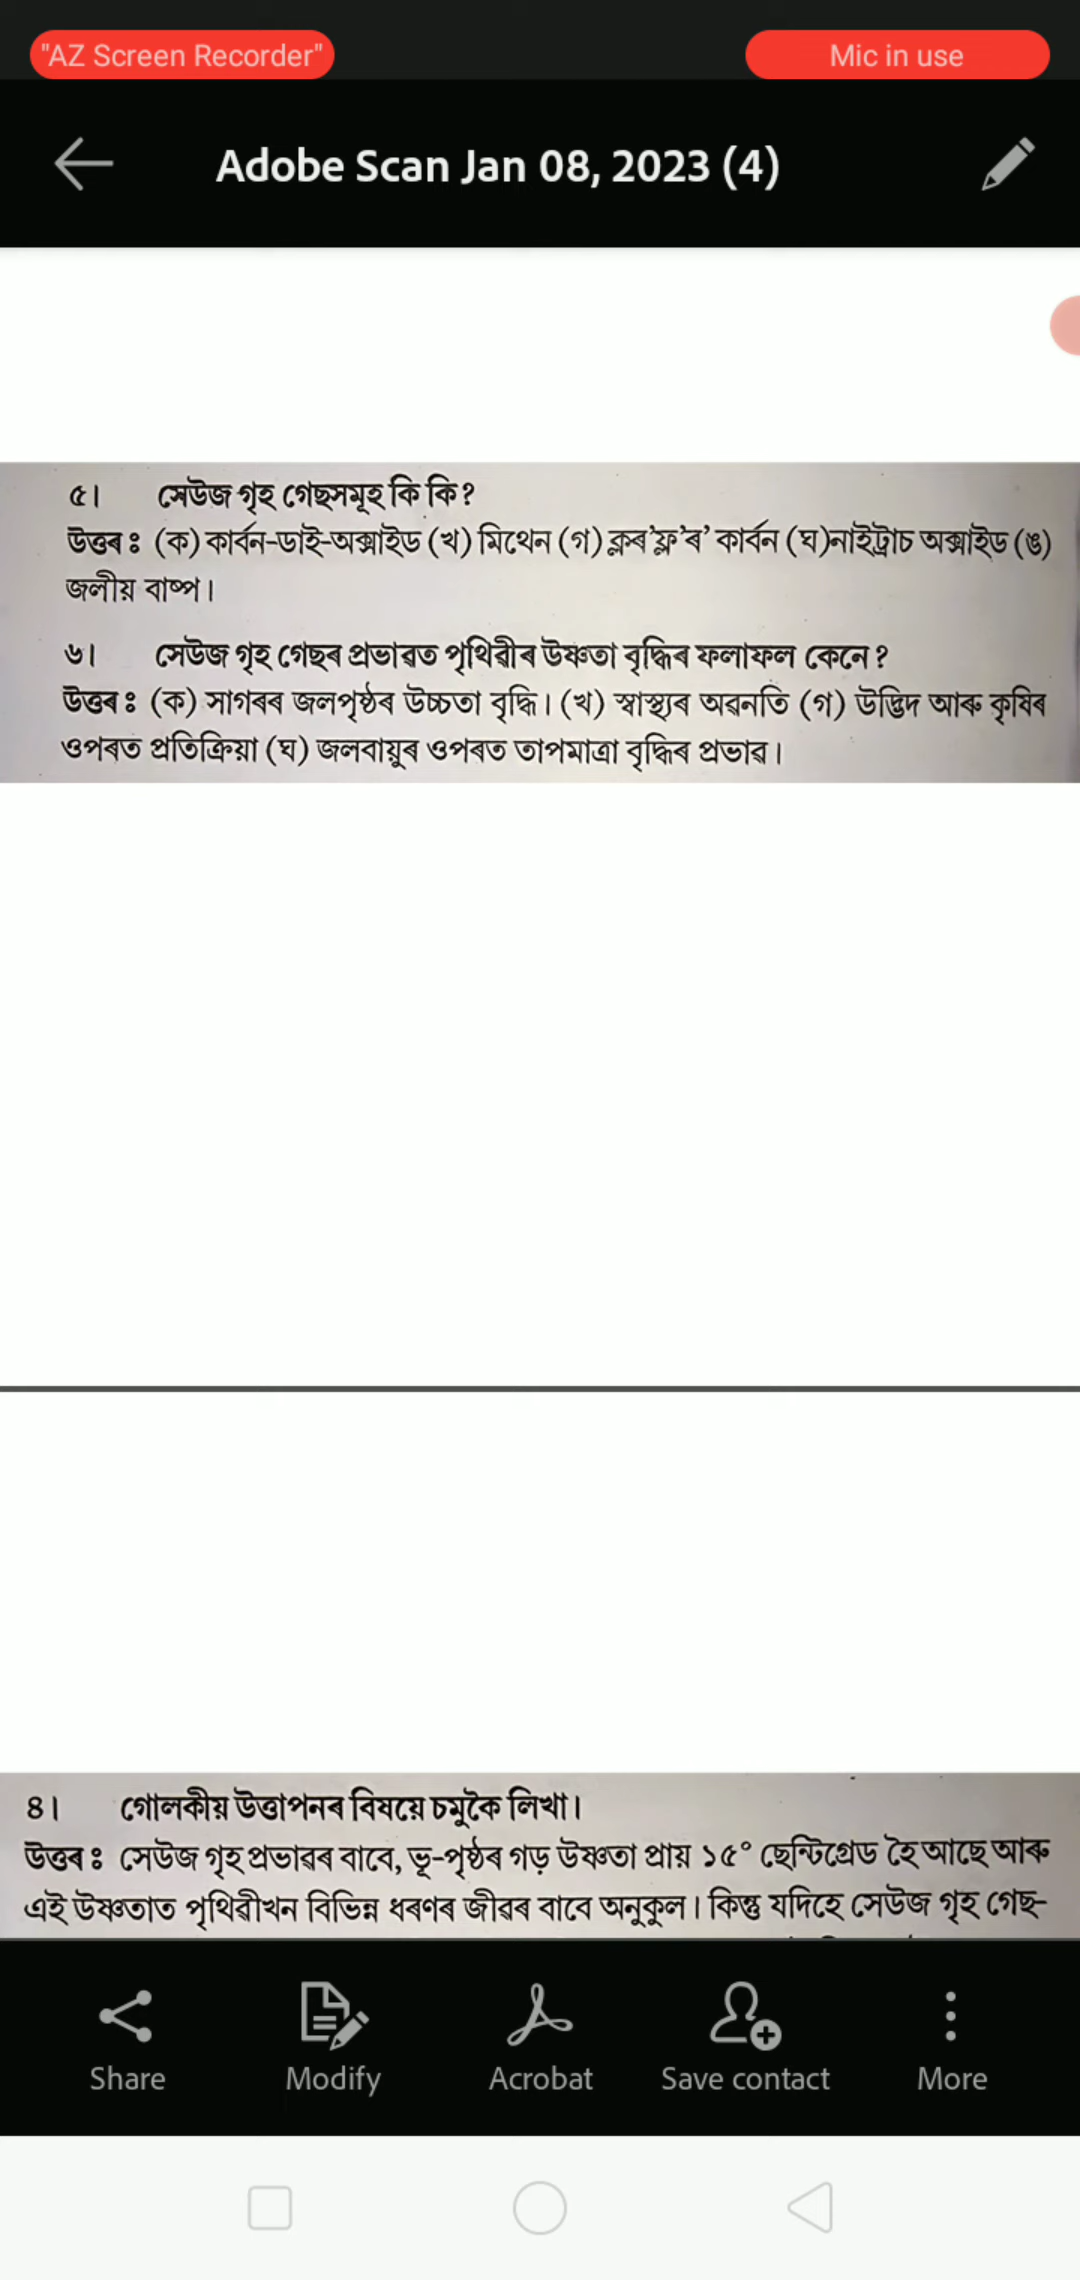 "AZ Screen Recorder"
Mic in use
Adobe Scan Jan 08, 2023 (4)
৫। সেউজ গৃহ গেছসমূহ কি কি?
উত্তৰঃ (ক) কাৰ্বন-ডাই-অক্সাইড (খ) মিথেন (গ) ক্লৰ'ফ্ল'ৰ' কাৰ্বন (ঘ)নাইট্ৰাচ অক্সাইড (ঙ)
জলীয় বাষ্প।
৬। সেউজ গৃহ গেছৰ প্ৰভাৱত পৃথিৱীৰ উষ্ণতা বৃদ্ধিৰ ফলাফল কেনে?
উত্তৰঃ (ক) সাগৰৰ জলপৃষ্ঠৰ উচ্চতা বৃদ্ধি। (খ) স্বাস্থ্যৰ অৱনতি (গ) উদ্ভিদ আৰু কৃষিৰ
ওপৰত প্ৰতিক্ৰিয়া (ঘ) জলবায়ুৰ ওপৰত তাপমাত্ৰা বৃদ্ধিৰ প্ৰভাৱ।
৪। গোলকীয় উত্তাপনৰ বিষয়ে চমুকৈ লিখা।
উত্তৰঃ সেউজ গৃহ প্ৰভাৱৰ বাবে, ভূ-পৃষ্ঠৰ গড় উষ্ণতা প্ৰায় ১৫° ছেন্টিগ্ৰেড হৈ আছে আৰু
এই উষ্ণতাত পৃথিৱীখন বিভিন্ন ধৰণৰ জীৱৰ বাবে অনুকুল। কিন্তু যদিহে সেউজ গৃহ গেছ-
Share
Modify
Acrobat
Save contact
More